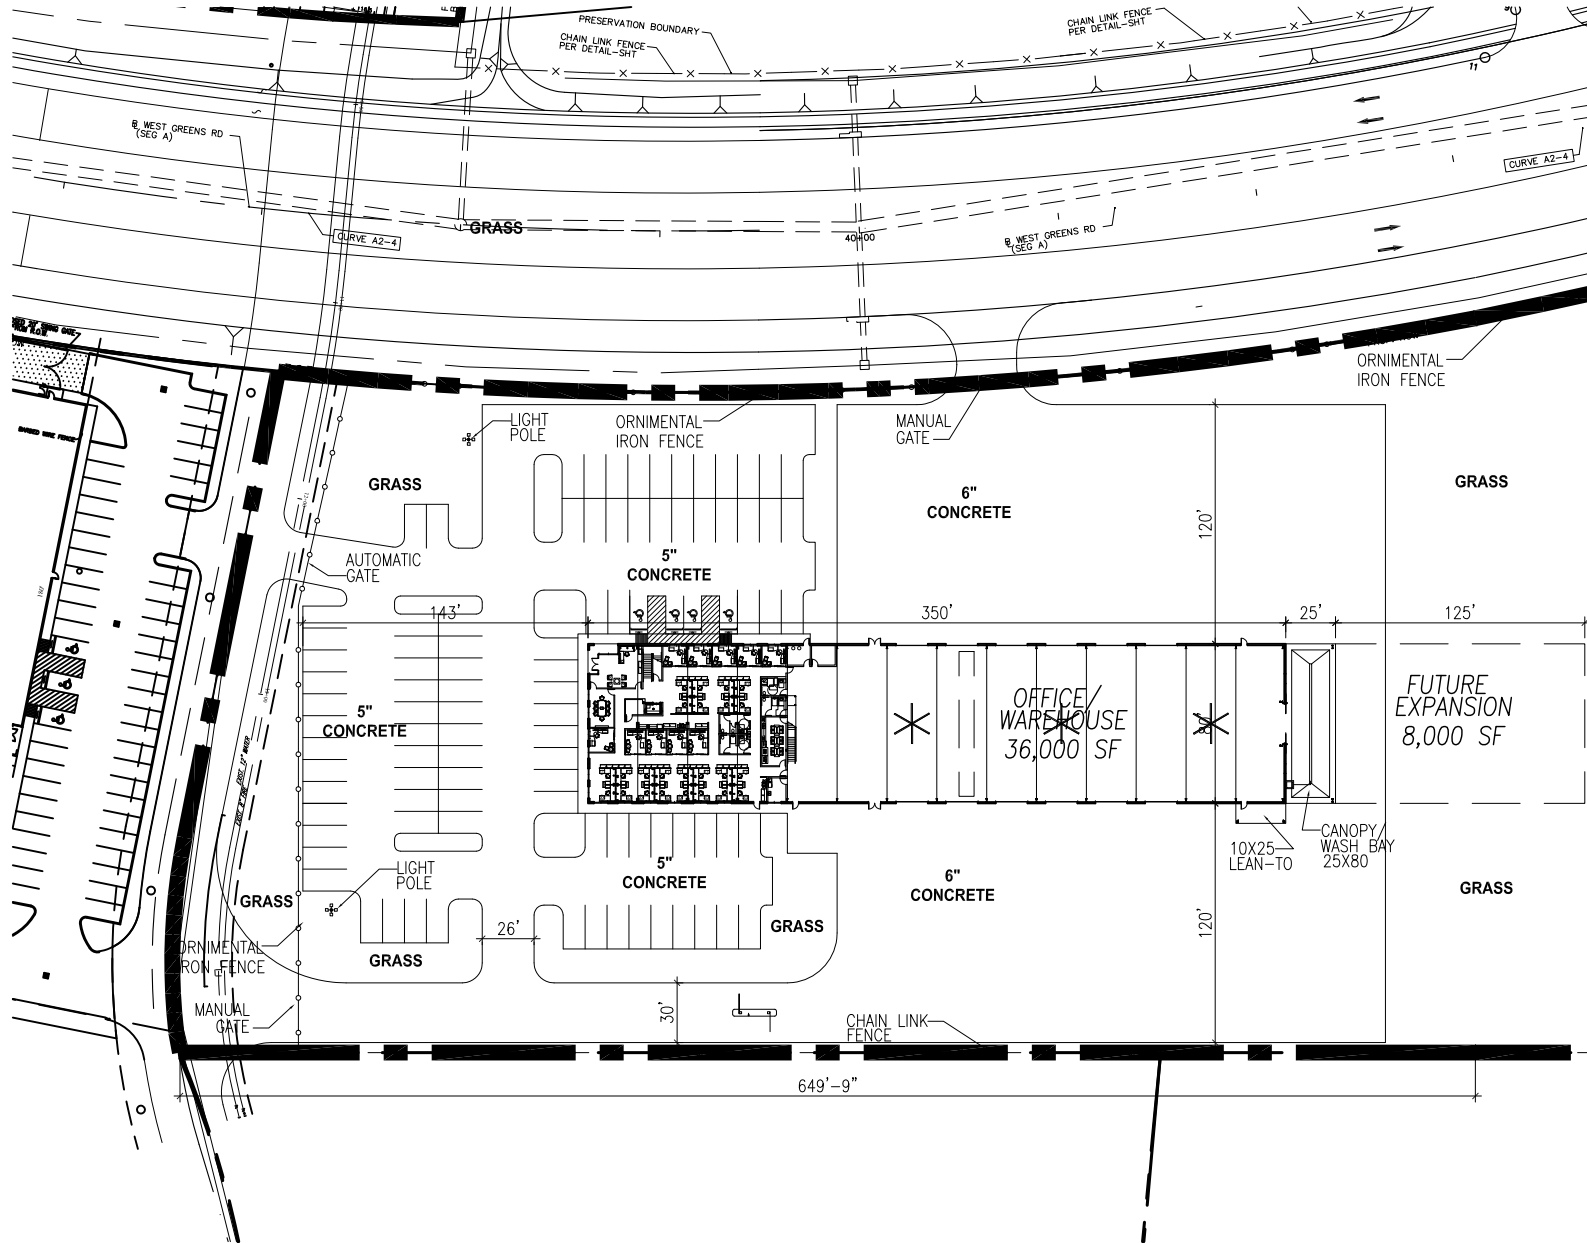 PRESERVATION BOUNDARY
CHAIN LINK FENCE
PER DETAIL-SHT
CHAIN LINK FENCE
PER DETAIL-SHT
11
WEST GREENS RD
(SEG A)
CURVE A2-4
GRASS
CURVE A2-4
40+00
WEST GREENS RD
(SEG A)
ORNIMENTAL
IRON FENCE
LIGHT
POLE
ORNIMENTAL
IRON FENCE
MANUAL
GATE
BARBED WIRE FENCE
GRASS
6"
CONCRETE
GRASS
120'
AUTOMATIC
GATE
5"
CONCRETE
143'
350'
25'
125'
5"
CONCRETE
OFFICE/
WAREHOUSE
36,000 SF
80'
FUTURE
EXPANSION
8,000 SF
CANOPY/
WASH BAY
25X80
10X25
LEAN-TO
LIGHT
POLE
5"
CONCRETE
6"
CONCRETE
GRASS
GRASS
GRASS
120'
26'
ORNIMENTAL
IRON FENCE
GRASS
MANUAL
GATE
30'
CHAIN LINK
FENCE
649'-9"